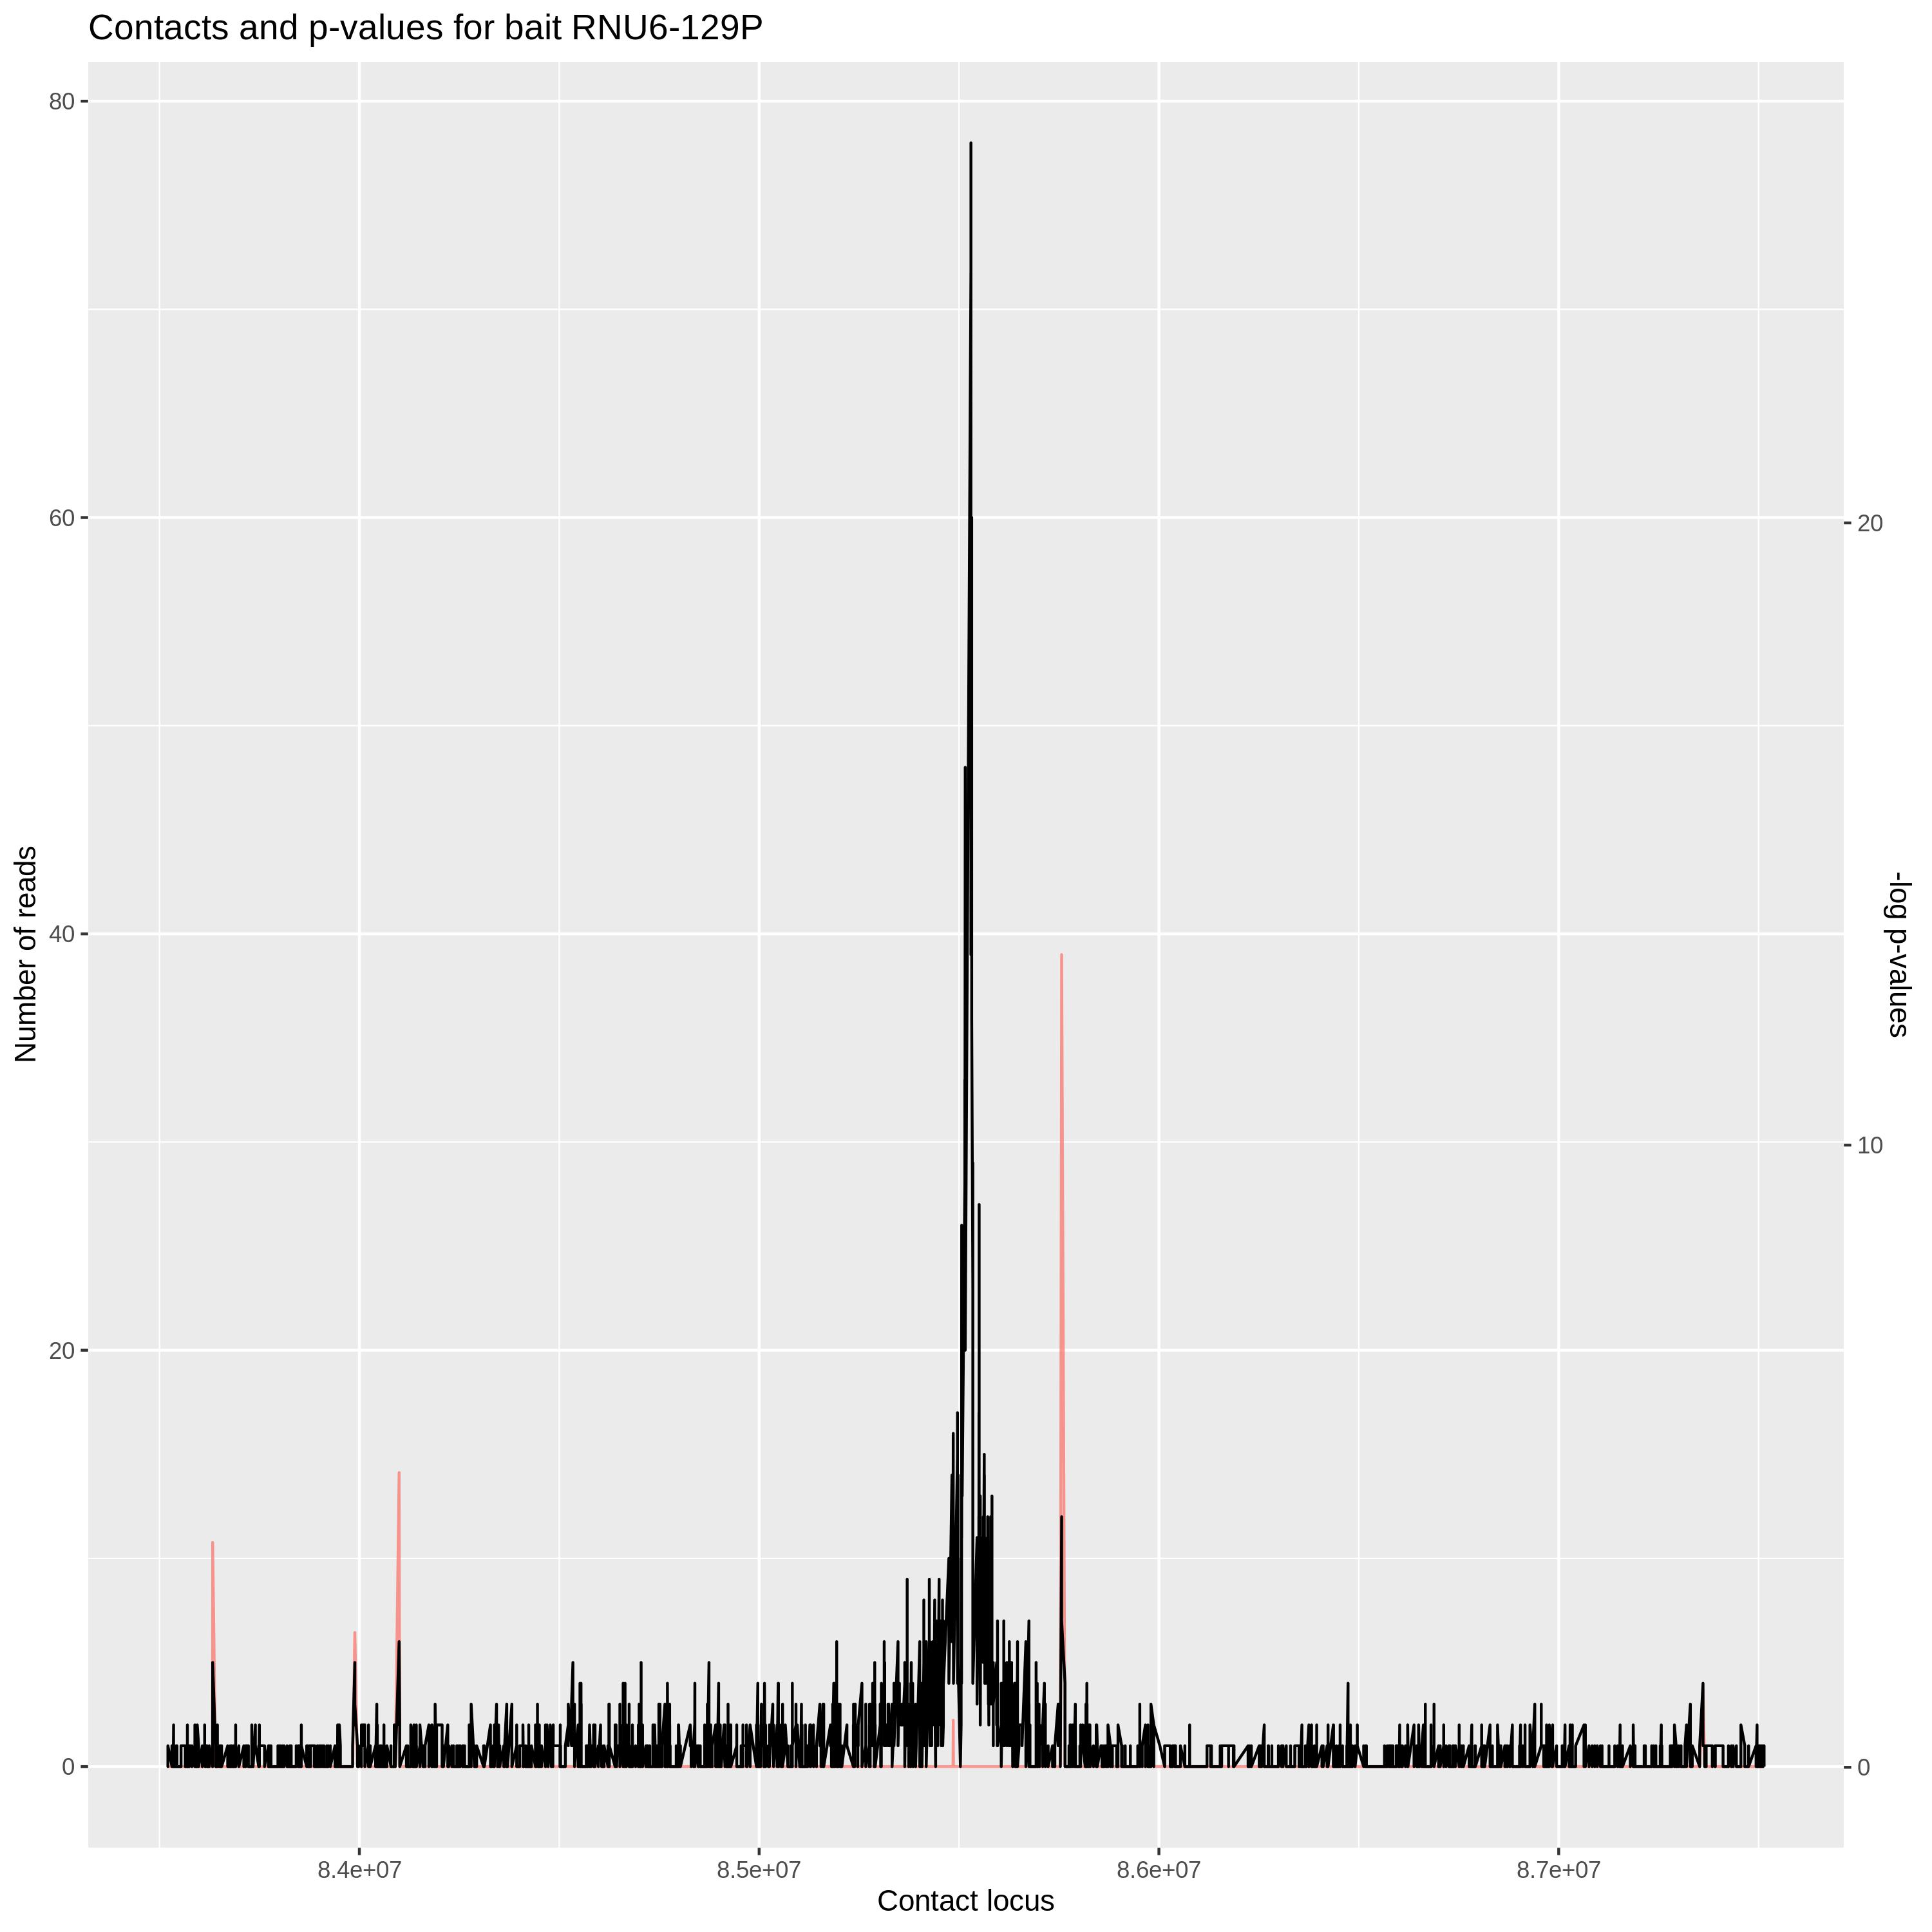 Contacts and p-values for bait RNU6-129P
80
60
40
20
0
Number of reads
20
10
0
-log p-values
8.4e+07
8.5e+07
8.6e+07
8.7e+07
Contact locus